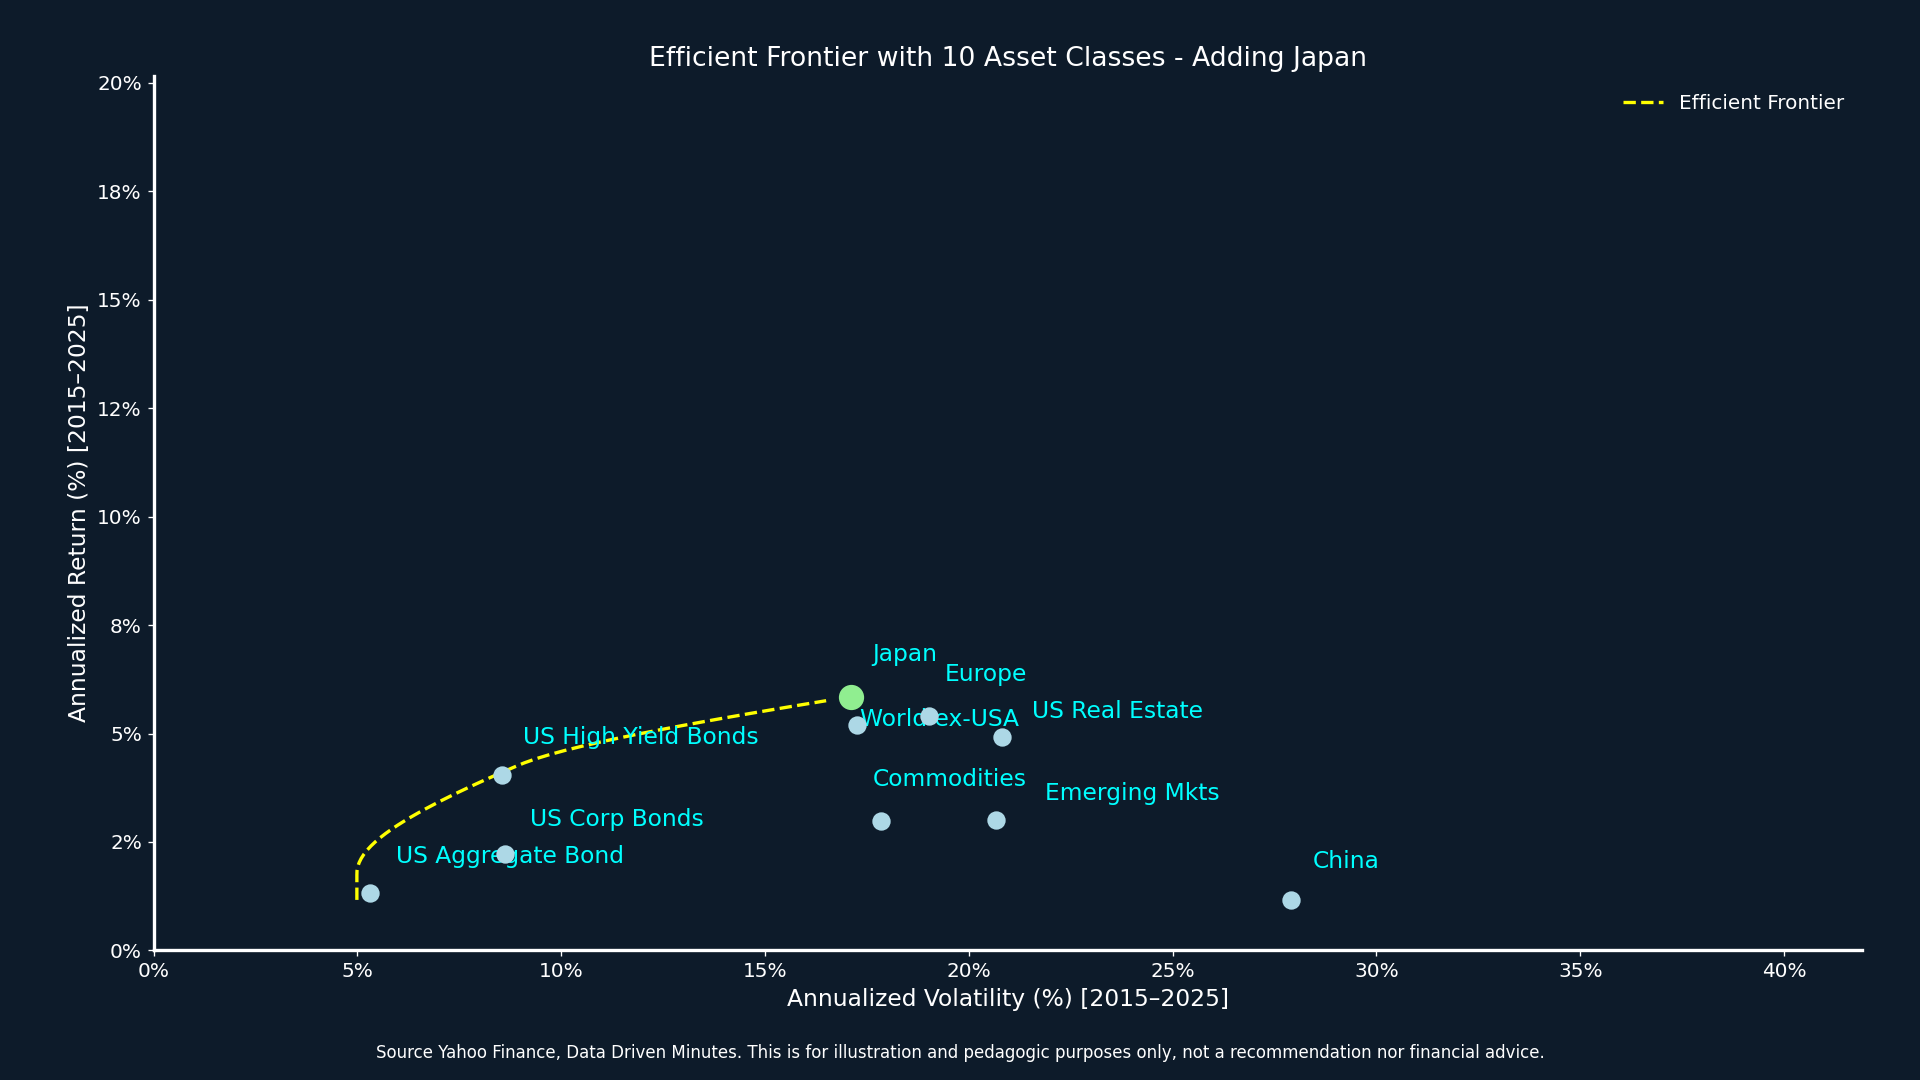 Efficient Frontier with 10 Asset Classes - Adding Japan
Efficient Frontier
Annualized Return (%) [2015–2025]
20%
18%
15%
12%
10%
8%
5%
2%
0%
Japan
Europe
World ex-USA
US Real Estate
US High Yield Bonds
Commodities
Emerging Mkts
US Corp Bonds
US Aggregate Bond
China
0%
5%
10%
15%
20%
25%
30%
35%
40%
Annualized Volatility (%) [2015–2025]
Source Yahoo Finance, Data Driven Minutes. This is for illustration and pedagogic purposes only, not a recommendation nor financial advice.